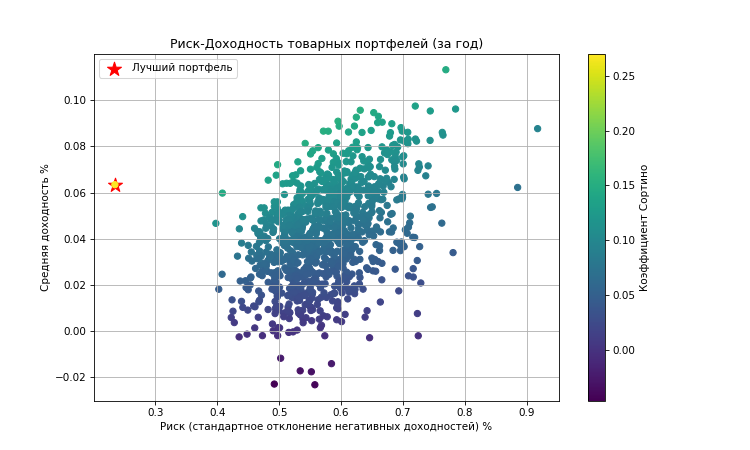 Риск-Доходность товарных портфелей (за год)
Лучший портфель
Средняя доходность %
0.10
0.08
0.06
0.04
0.02
0.00
−0.02
0.3 0.4 0.5 0.6 0.7 0.8 0.9
Риск (стандартное отклонение негативных доходностей) %
0.25
0.20
0.15
0.10
0.05
0.00
Коэффициент Сортино